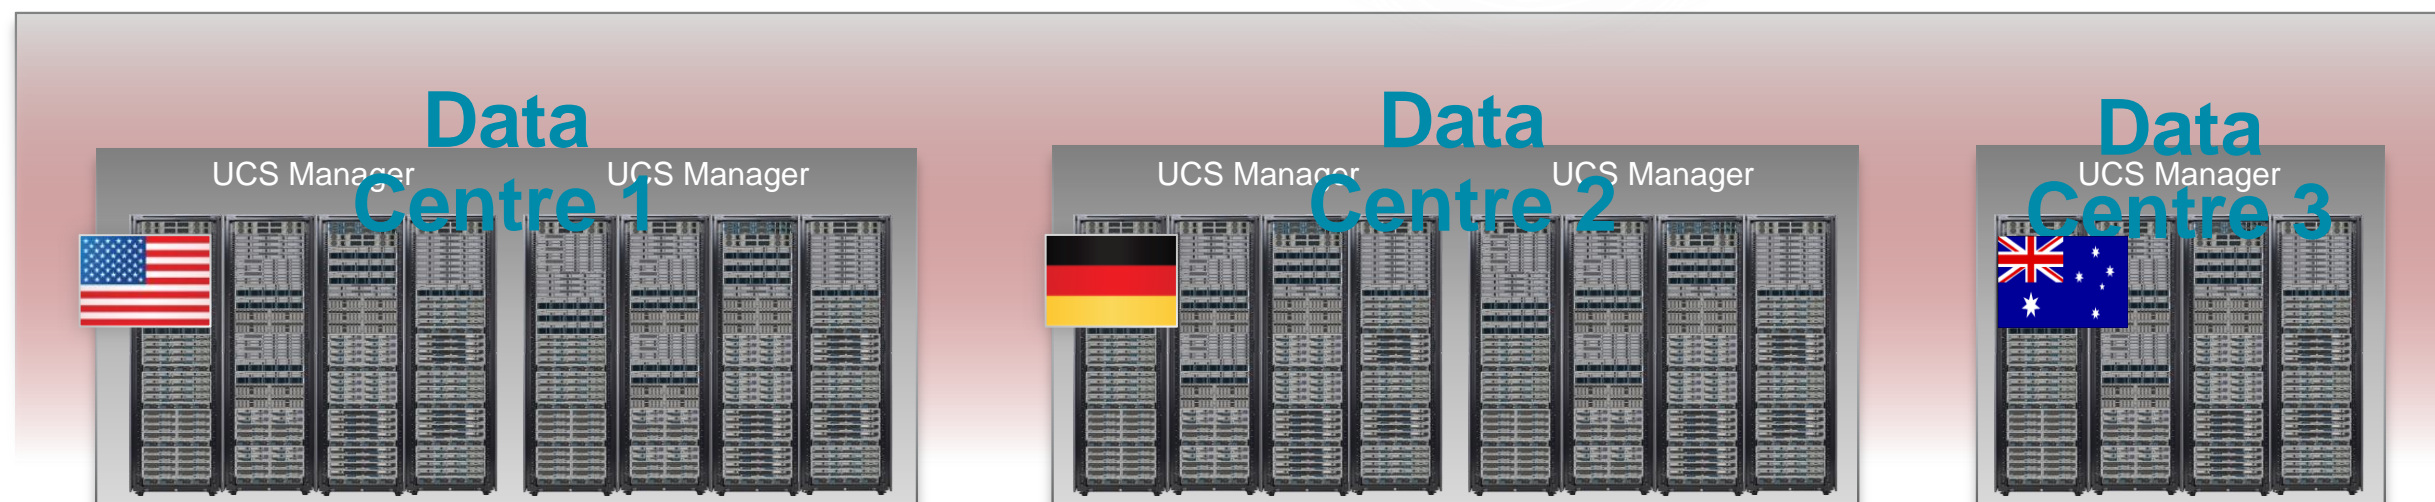 Data
Centre 1
UCS Manager
UCS Manager
Data
Centre 2
UCS Manager
UCS Manager
Data
Centre 3
UCS Manager